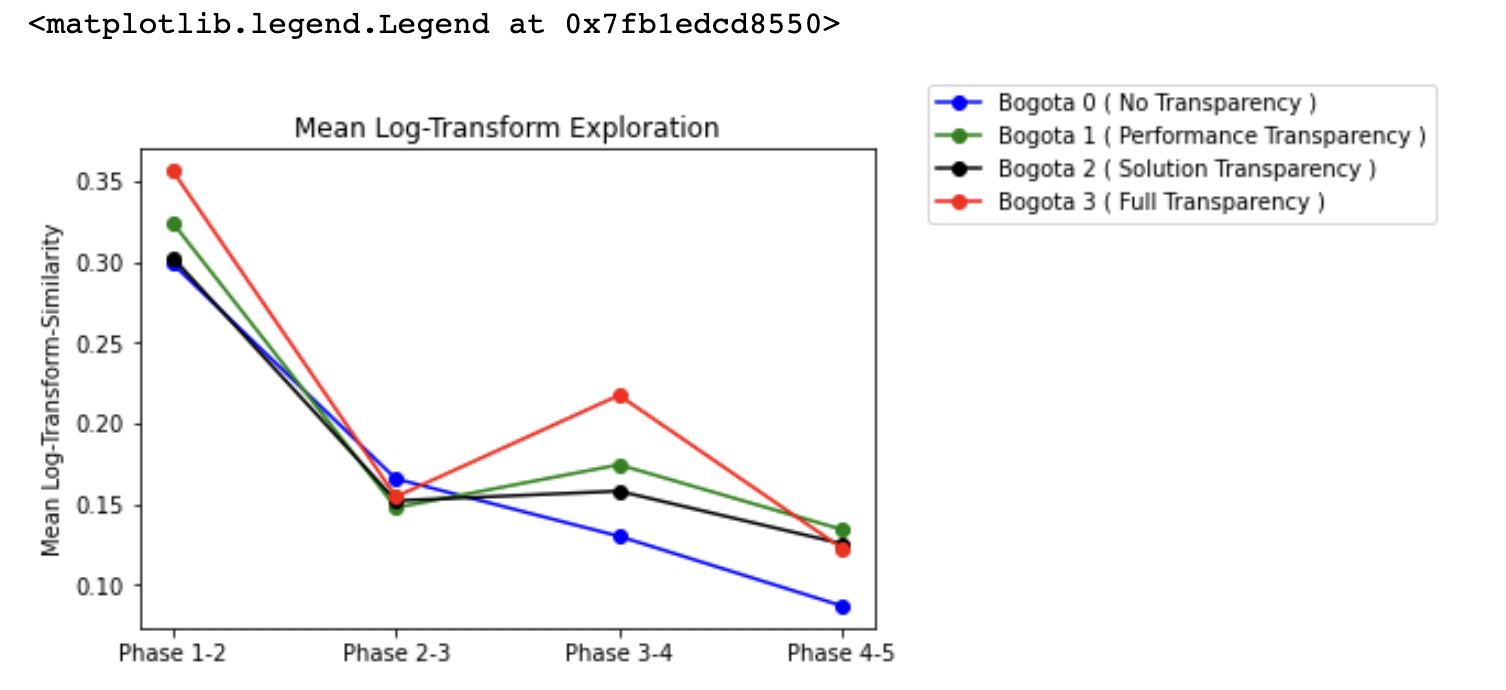 <matplotlib.legend.Legend at 0x7fb1edcd8550>
Mean Log-Transform Exploration
Mean Log-Transform-Similarity
0.35
0.30
0.25
0.20
0.15
0.10
Phase 1-2
Phase 2-3
Phase 3-4
Phase 4-5
Bogota 0 ( No Transparency )
Bogota 1 ( Performance Transparency )
Bogota 2 ( Solution Transparency )
Bogota 3 ( Full Transparency )